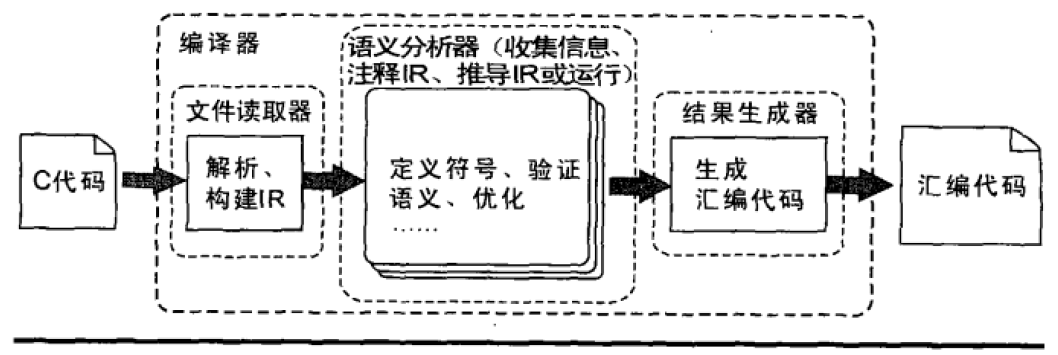 编译器
语义分析器（收集信息、
注释IR、推导IR或运行）
文件读取器
结果生成器
C代码
解析、
构建IR
定义符号、验证
语义、优化
……
生成
汇编代码
汇编代码